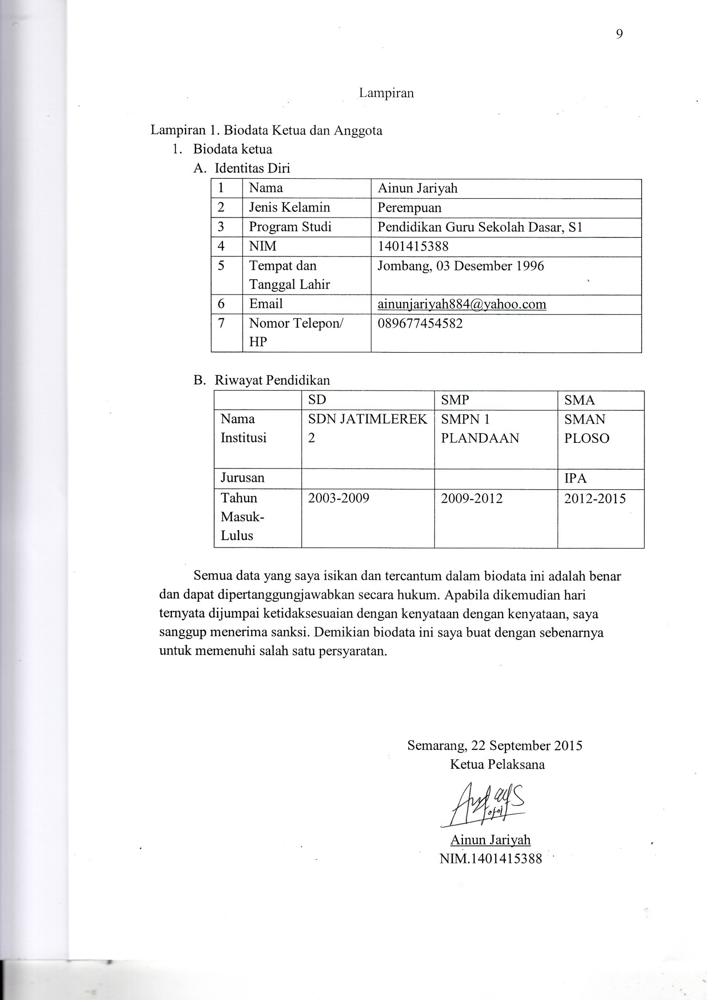 9
Lampiran
Lampiran 1. Biodata Ketua dan Anggota
1. Biodata ketua
A. Identitas Diri
1 Nama Ainun Jariyah
2 Jenis Kelamin Perempuan
3 Program Studi Pendidikan Guru Sekolah Dasar, S1
4 NIM 1401415388
5 Tempat dan Jombang, 03 Desember 1996
Tanggal Lahir
6 Email ainunjariyah884@yahoo.com
7 Nomor Telepon/ 089677454582
HP
B. Riwayat Pendidikan
SD SMP SMA
Nama SDN JATIMLEREK SMPN 1 SMAN
Institusi 2 PLANDAAN PLOSO
Jurusan IPA
Tahun 2003-2009 2009-2012 2012-2015
Masuk-
Lulus
Semua data yang saya isikan dan tercantum dalam biodata ini adalah benar
dan dapat dipertanggungjawabkan secara hukum. Apabila dikemudian hari
ternyata dijumpai ketidaksesuaian dengan kenyataan dengan kenyataan, saya
sanggup menerima sanksi. Demikian biodata ini saya buat dengan sebenarnya
untuk memenuhi salah satu persyaratan.
Semarang, 22 September 2015
Ketua Pelaksana
Ainun Jariyah
NIM.1401415388